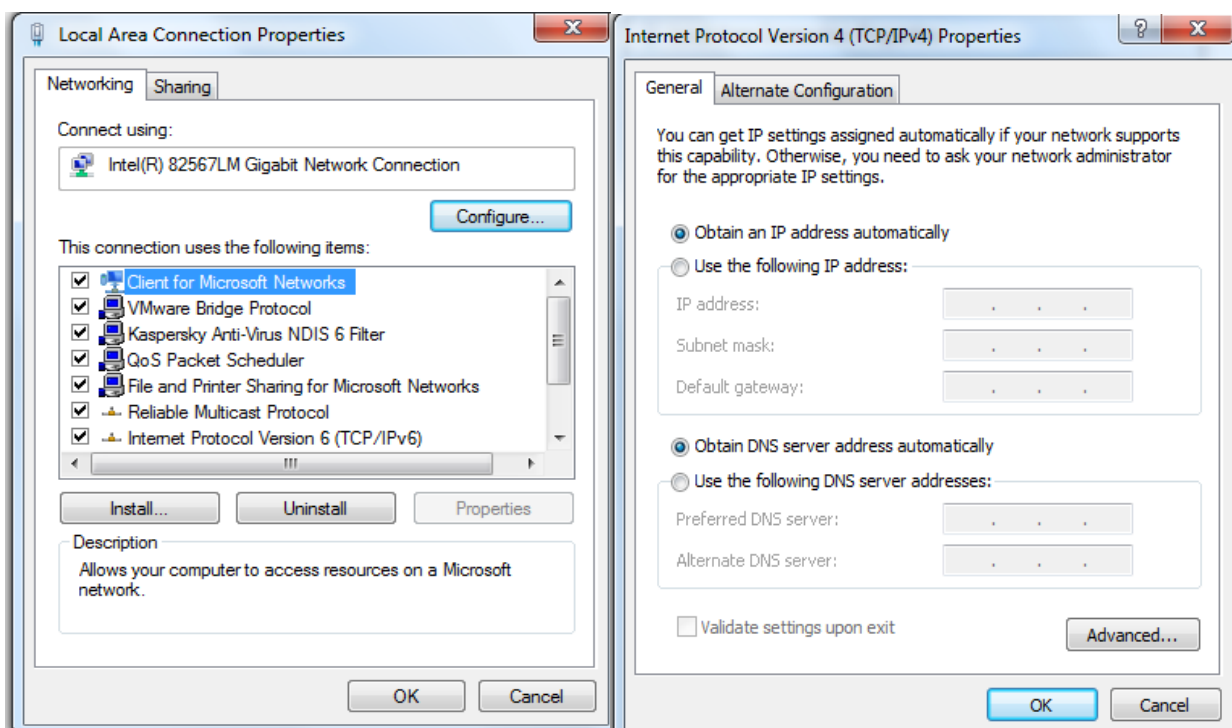 Local Area Connection Properties
Networking
Sharing
Connect using:
Intel(R) 82567LM Gigabit Network Connection
Configure...
This connection uses the following items:
Client for Microsoft Networks
VMware Bridge Protocol
Kaspersky Anti-Virus NDIS 6 Filter
QoS Packet Scheduler
File and Printer Sharing for Microsoft Networks
Reliable Multicast Protocol
Internet Protocol Version 6 (TCP/IPv6)
Install...
Uninstall
Properties
Description
Allows your computer to access resources on a Microsoft
network.
OK
Cancel
Internet Protocol Version 4 (TCP/IPv4) Properties
General
Alternate Configuration
You can get IP settings assigned automatically if your network supports
this capability. Otherwise, you need to ask your network administrator
for the appropriate IP settings.
Obtain an IP address automatically
Use the following IP address:
IP address:
Subnet mask:
Default gateway:
Obtain DNS server address automatically
Use the following DNS server addresses:
Preferred DNS server:
Alternate DNS server:
Validate settings upon exit
Advanced...
OK
Cancel